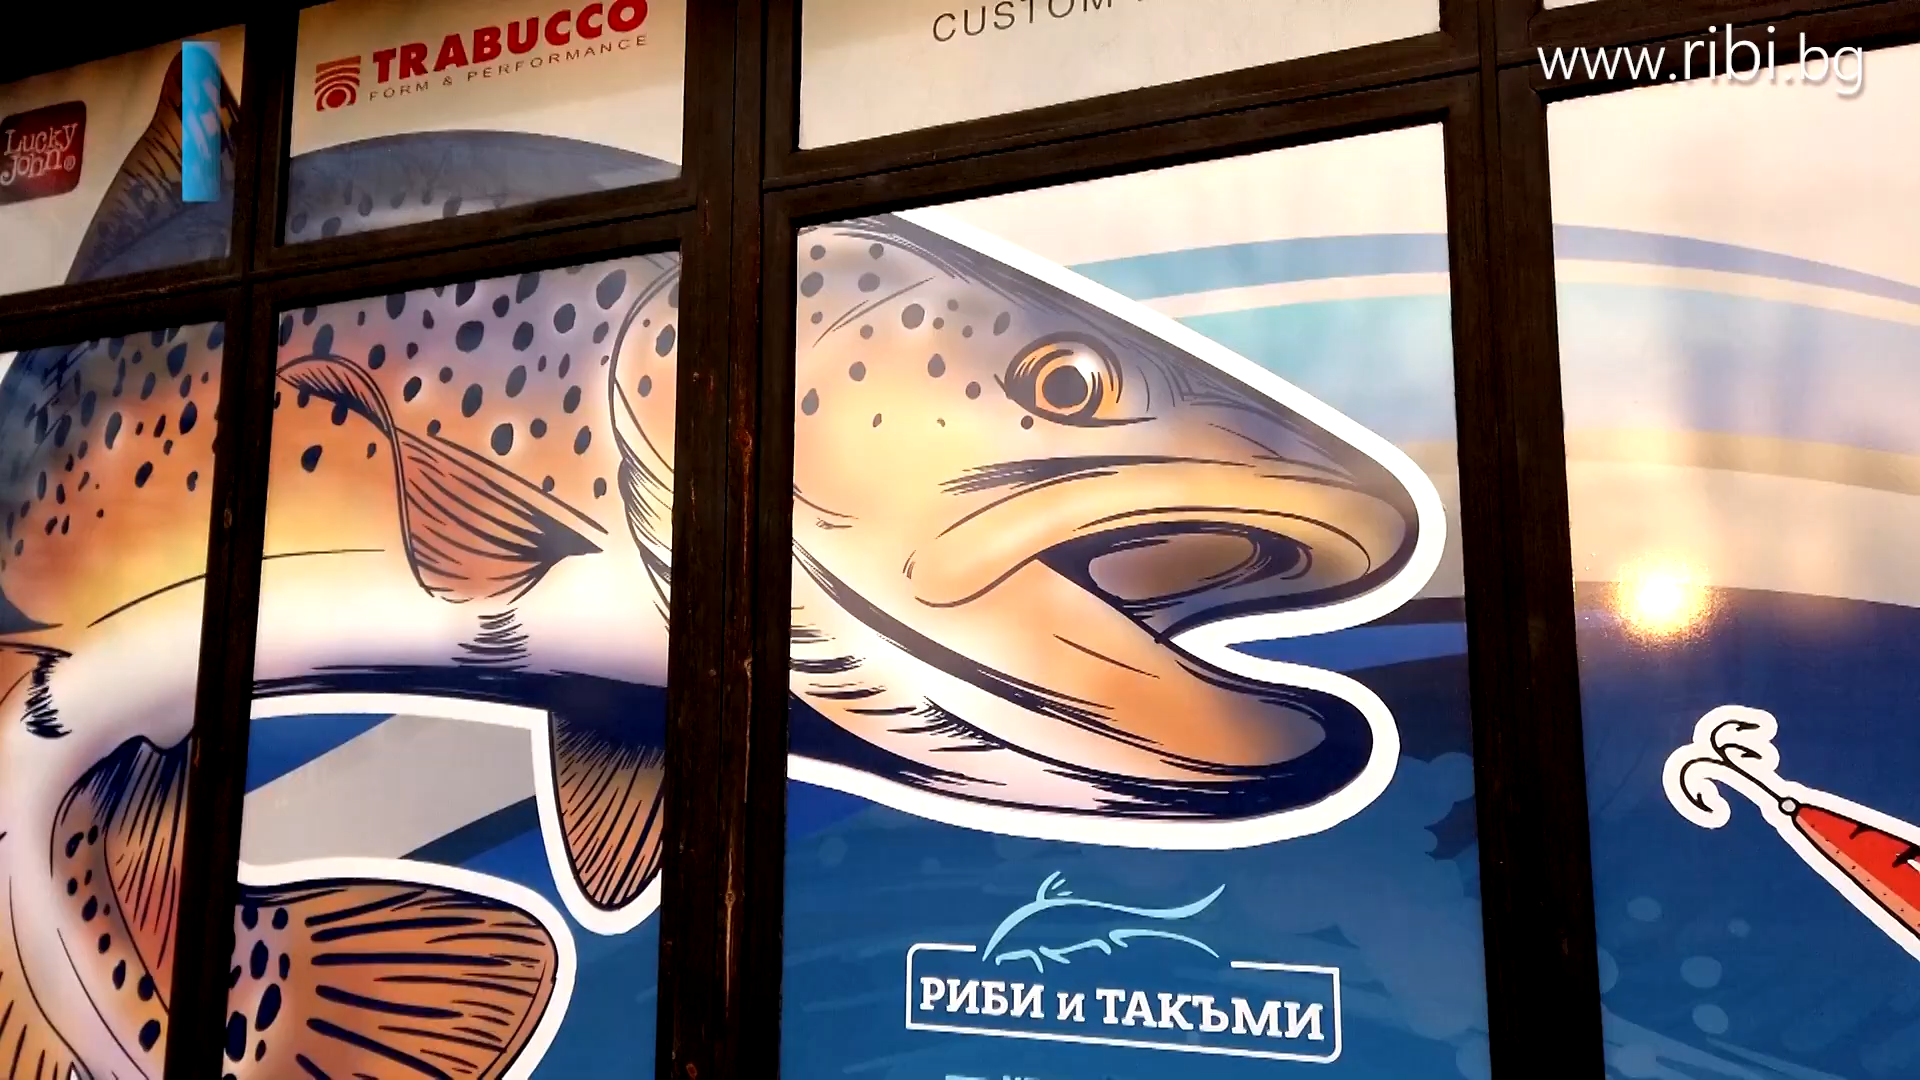 www.ribi.bg
CUSTOM
TRABUCCO
FORM & PERFORMANCE
Lucky
John®
РИБИ и ТАКЪМИ